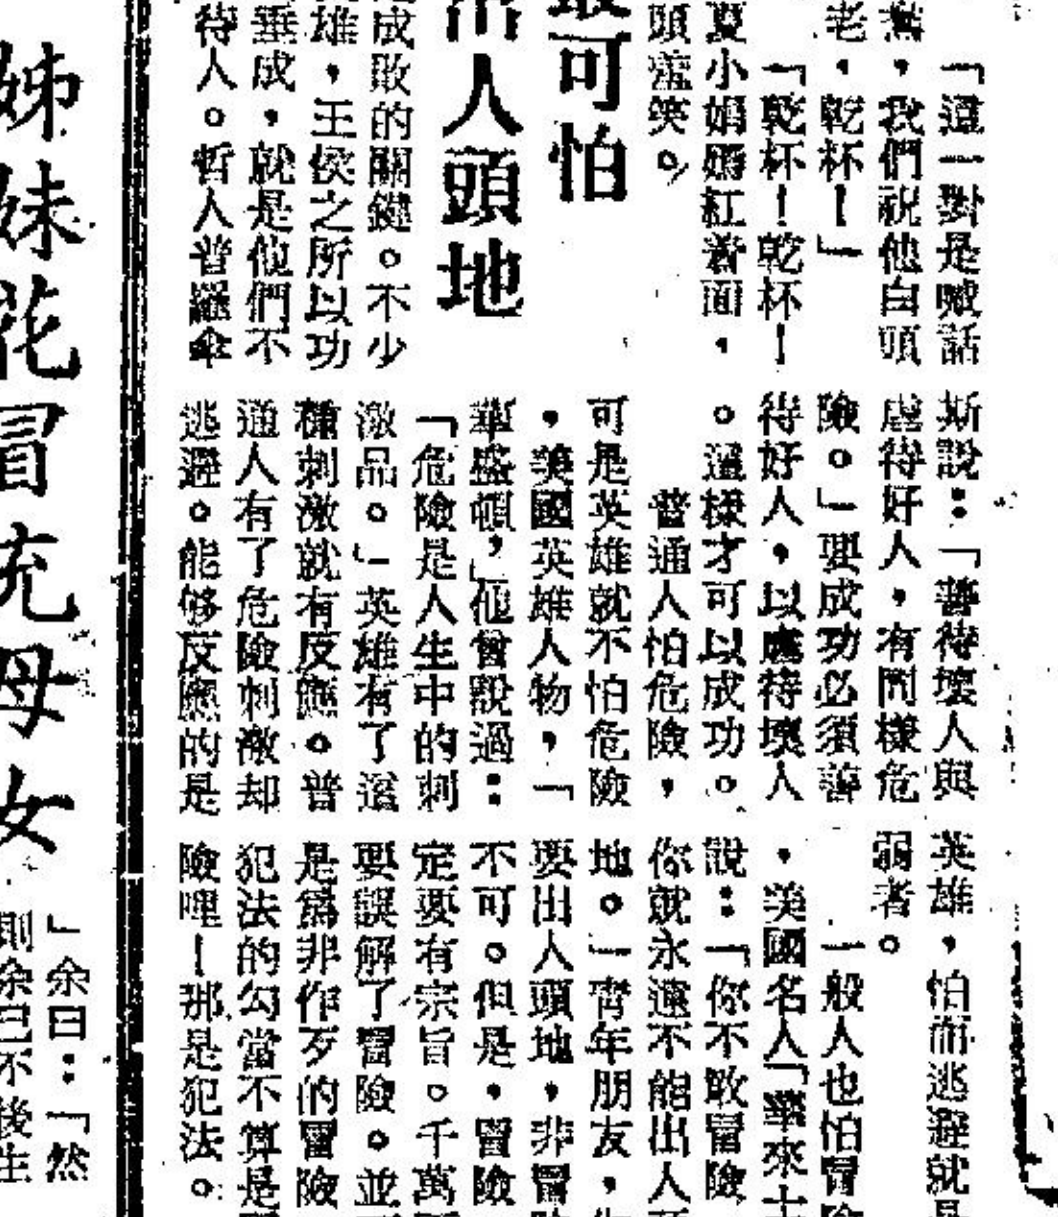 「這一對是喊話
，我們祝他白頭
老，乾杯！」
「乾杯！乾杯！
夏小娟嬌紅着面，
頭瀅笑。
可怕
人頭地
成敗的關鍵。不少
雄，王侯之所以功
垂成，就是他們不
待人。哲人普羅傘
斯說：「善待壞人與
虐待好人，有同樣危
險。」要成功必須善
待好人，以虐待壞人
。這樣才可以成功。
普通人怕危險，
可是英雄就不怕危險
，美國英雄人物，「
華盛頓」，他曾說過：
「危險是人生中的刺
激品。」英雄有了這
種刺激就有反應。普
通人有了危險刺激却
逃避。能够反應的是
英雄，怕而逃避就是
弱者。
一般人也怕冒險
，美國名人「華來士
說：「你不敢冒險
你就永遠不能出人
地。」青年朋友，
要出人頭地，非冒
不可。但是，冒險
定要有宗旨。千萬
要誤解了冒險。並
是爲非作歹的冒險
犯法的勾當不算是
險哩！那是犯法。
姊妹花冒充母女
」余曰：「然
則余已不後生